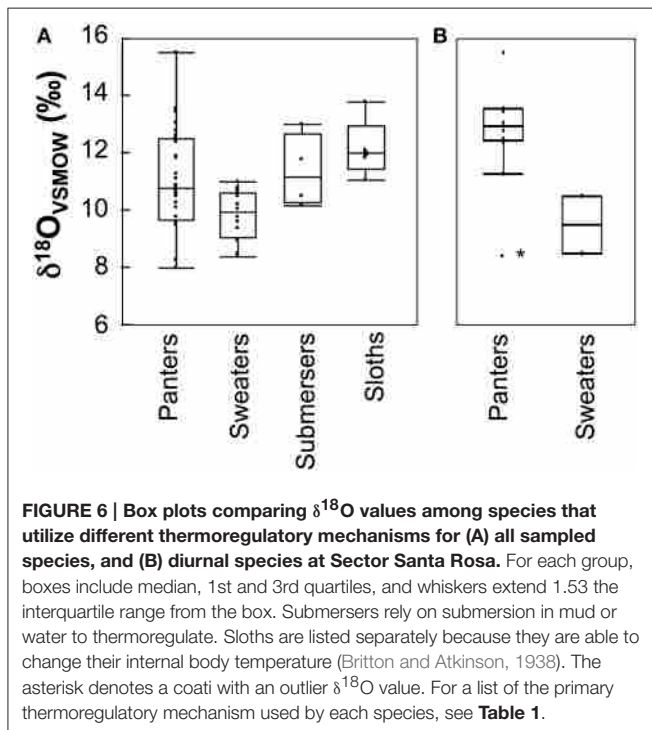 A
B
16
14
12
10
8
6
δ18OVSMOW (‰)
*
Panters
Sweaters
Submersers
Sloths
Panters
Sweaters
FIGURE 6 | Box plots comparing δ18O values among species that
utilize different thermoregulatory mechanisms for (A) all sampled
species, and (B) diurnal species at Sector Santa Rosa. For each group,
boxes include median, 1st and 3rd quartiles, and whiskers extend 1.53 the
interquartile range from the box. Submersers rely on submersion in mud or
water to thermoregulate. Sloths are listed separately because they are able to
change their internal body temperature (Britton and Atkinson, 1938). The
asterisk denotes a coati with an outlier δ18O value. For a list of the primary
thermoregulatory mechanism used by each species, see Table 1.